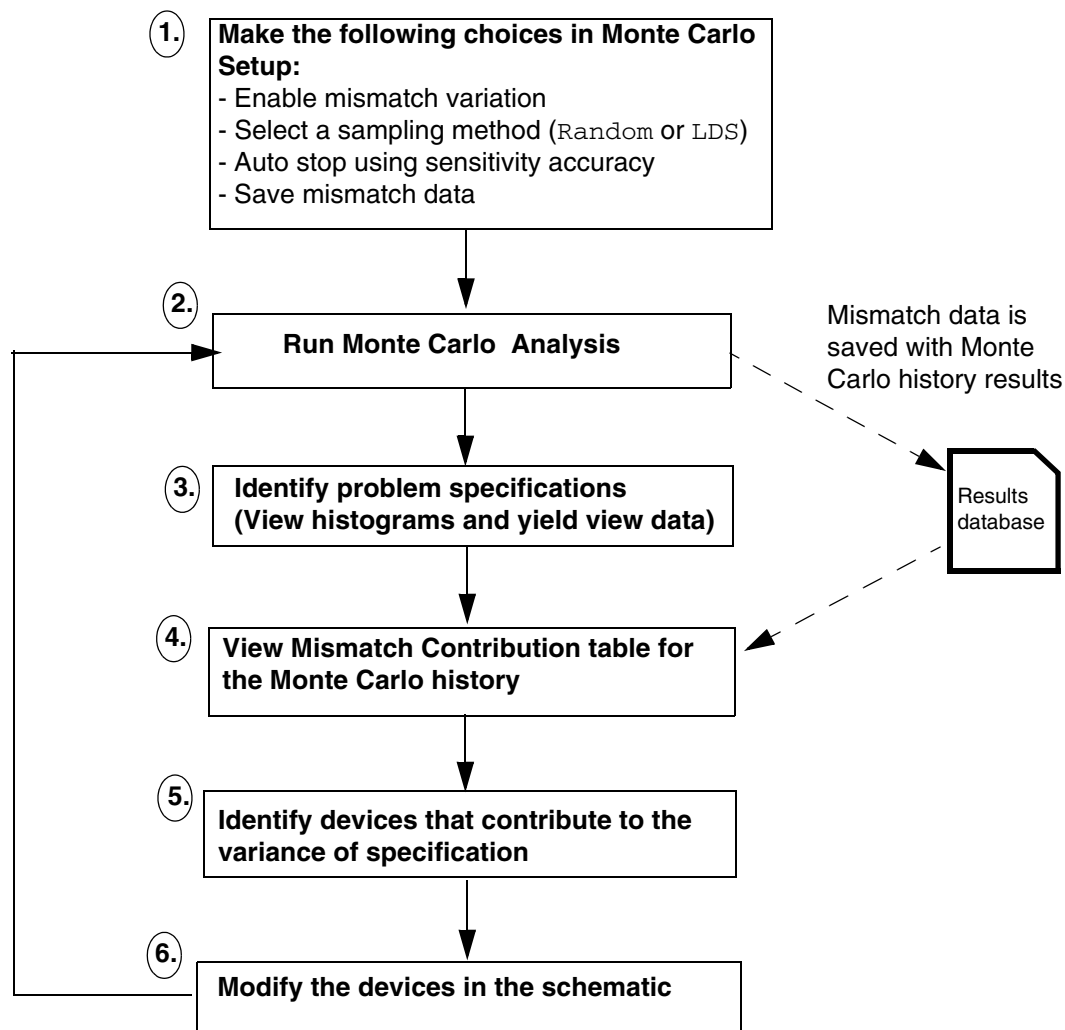 1.
Make the following choices in Monte Carlo
Setup:
- Enable mismatch variation
- Select a sampling method (Random or LDS)
- Auto stop using sensitivity accuracy
- Save mismatch data
2.
Run Monte Carlo Analysis
Mismatch data is
saved with Monte
Carlo history results
Results
database
3.
Identify problem specifications
(View histograms and yield view data)
4.
View Mismatch Contribution table for
the Monte Carlo history
5.
Identify devices that contribute to the
variance of specification
6.
Modify the devices in the schematic